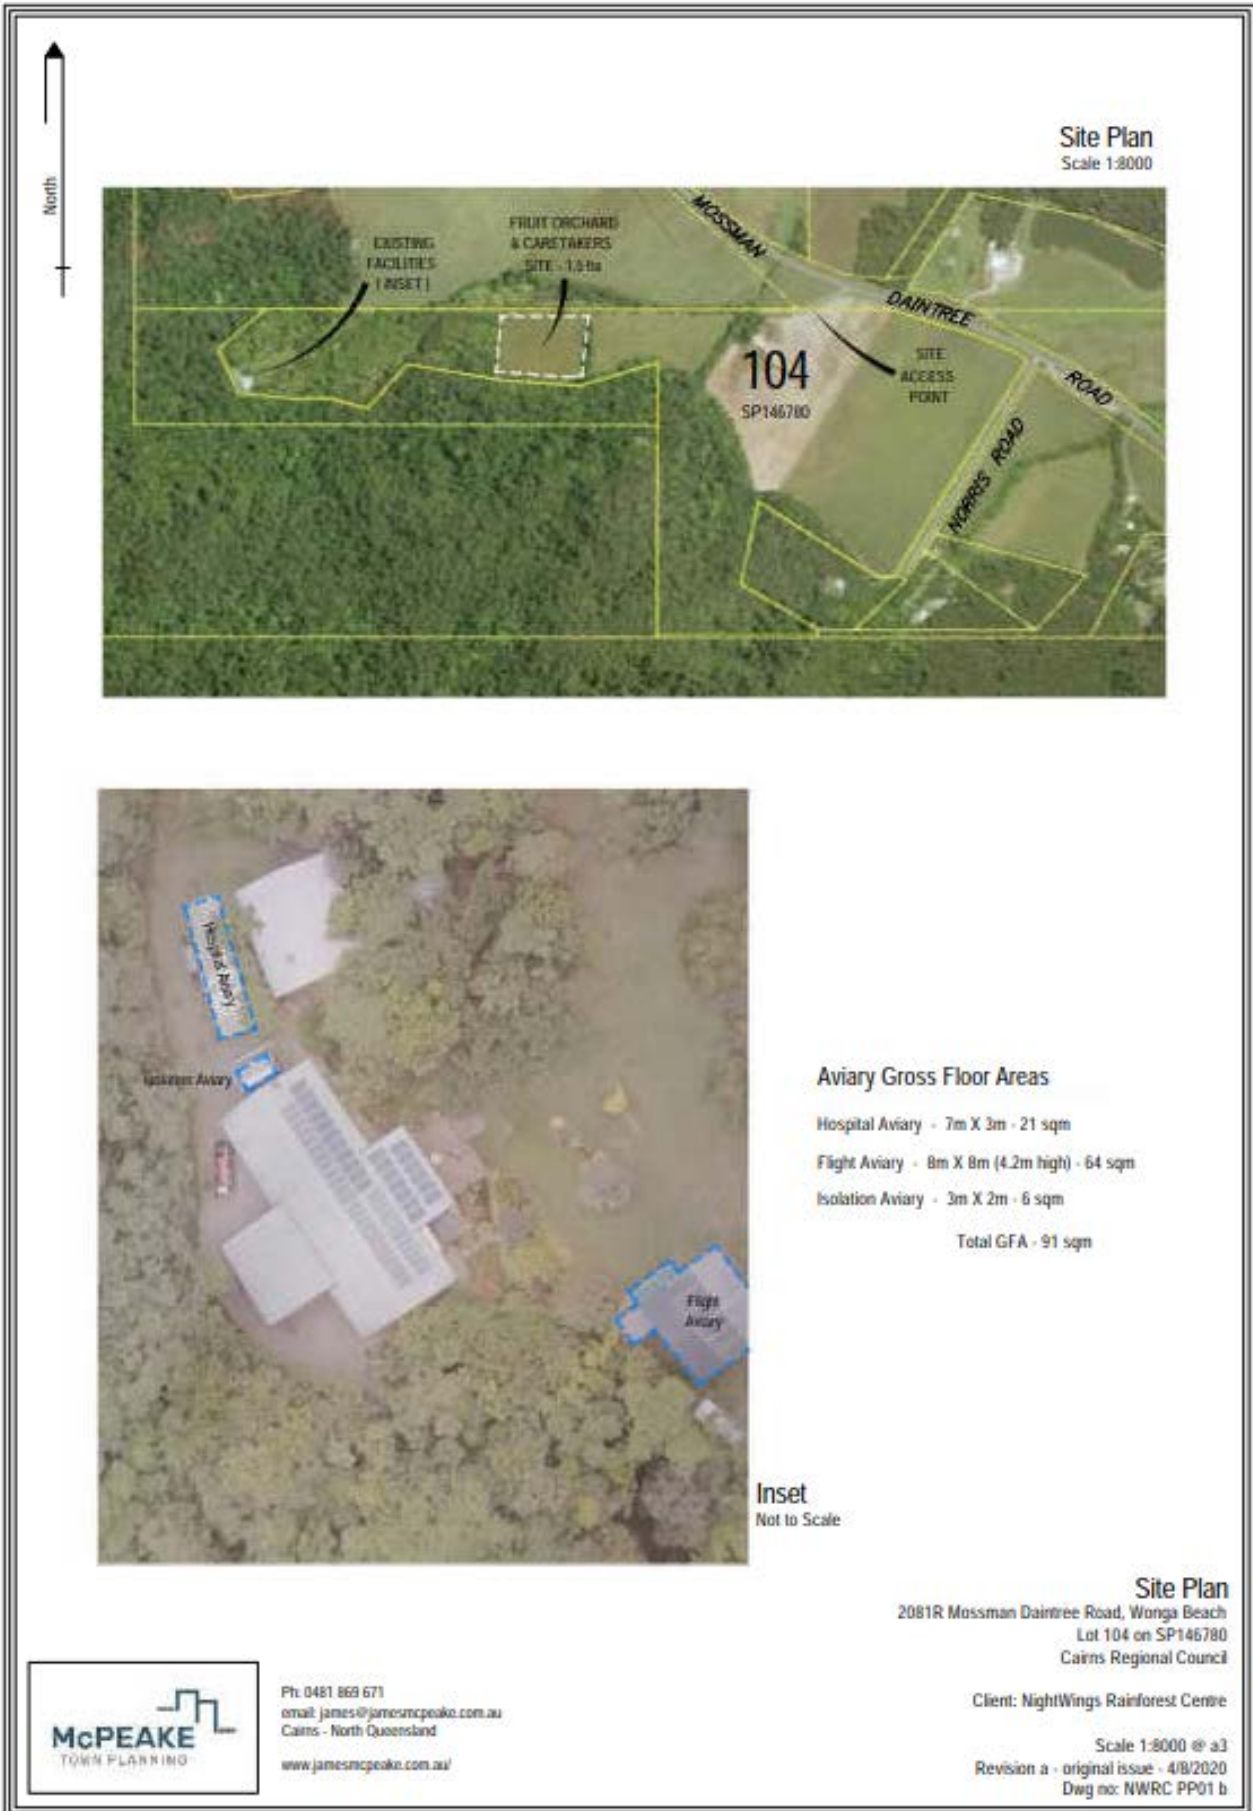 North
Site Plan
Scale 1:8000
EXISTING
FACILITIES
( INSET )
FRUIT ORCHARD
& CARETAKERS
SITE - 1.5 ha
MOSSMAN
DAINTREE
ROAD
104
SP146780
SITE
ACCESS
POINT
NORRIS ROAD
Hospital Aviary
Isolation Aviary
Flight
Aviary
Aviary Gross Floor Areas
Hospital Aviary - 7m X 3m - 21 sqm
Flight Aviary - 8m X 8m (4.2m high) - 64 sqm
Isolation Aviary - 3m X 2m - 6 sqm
Total GFA - 91 sqm
Inset
Not to Scale
Site Plan
2081R Mossman Daintree Road, Wonga Beach
Lot 104 on SP146780
Cairns Regional Council
Client: NightWings Rainforest Centre
Scale 1:8000 @ a3
Revision a - original issue - 4/8/2020
Dwg no: NWRC PP01 b
McPEAKE
TOWN PLANNING
Ph: 0481 869 671
email: james@jamesmcpeake.com.au
Cairns - North Queensland
www.jamesmcpeake.com.au/